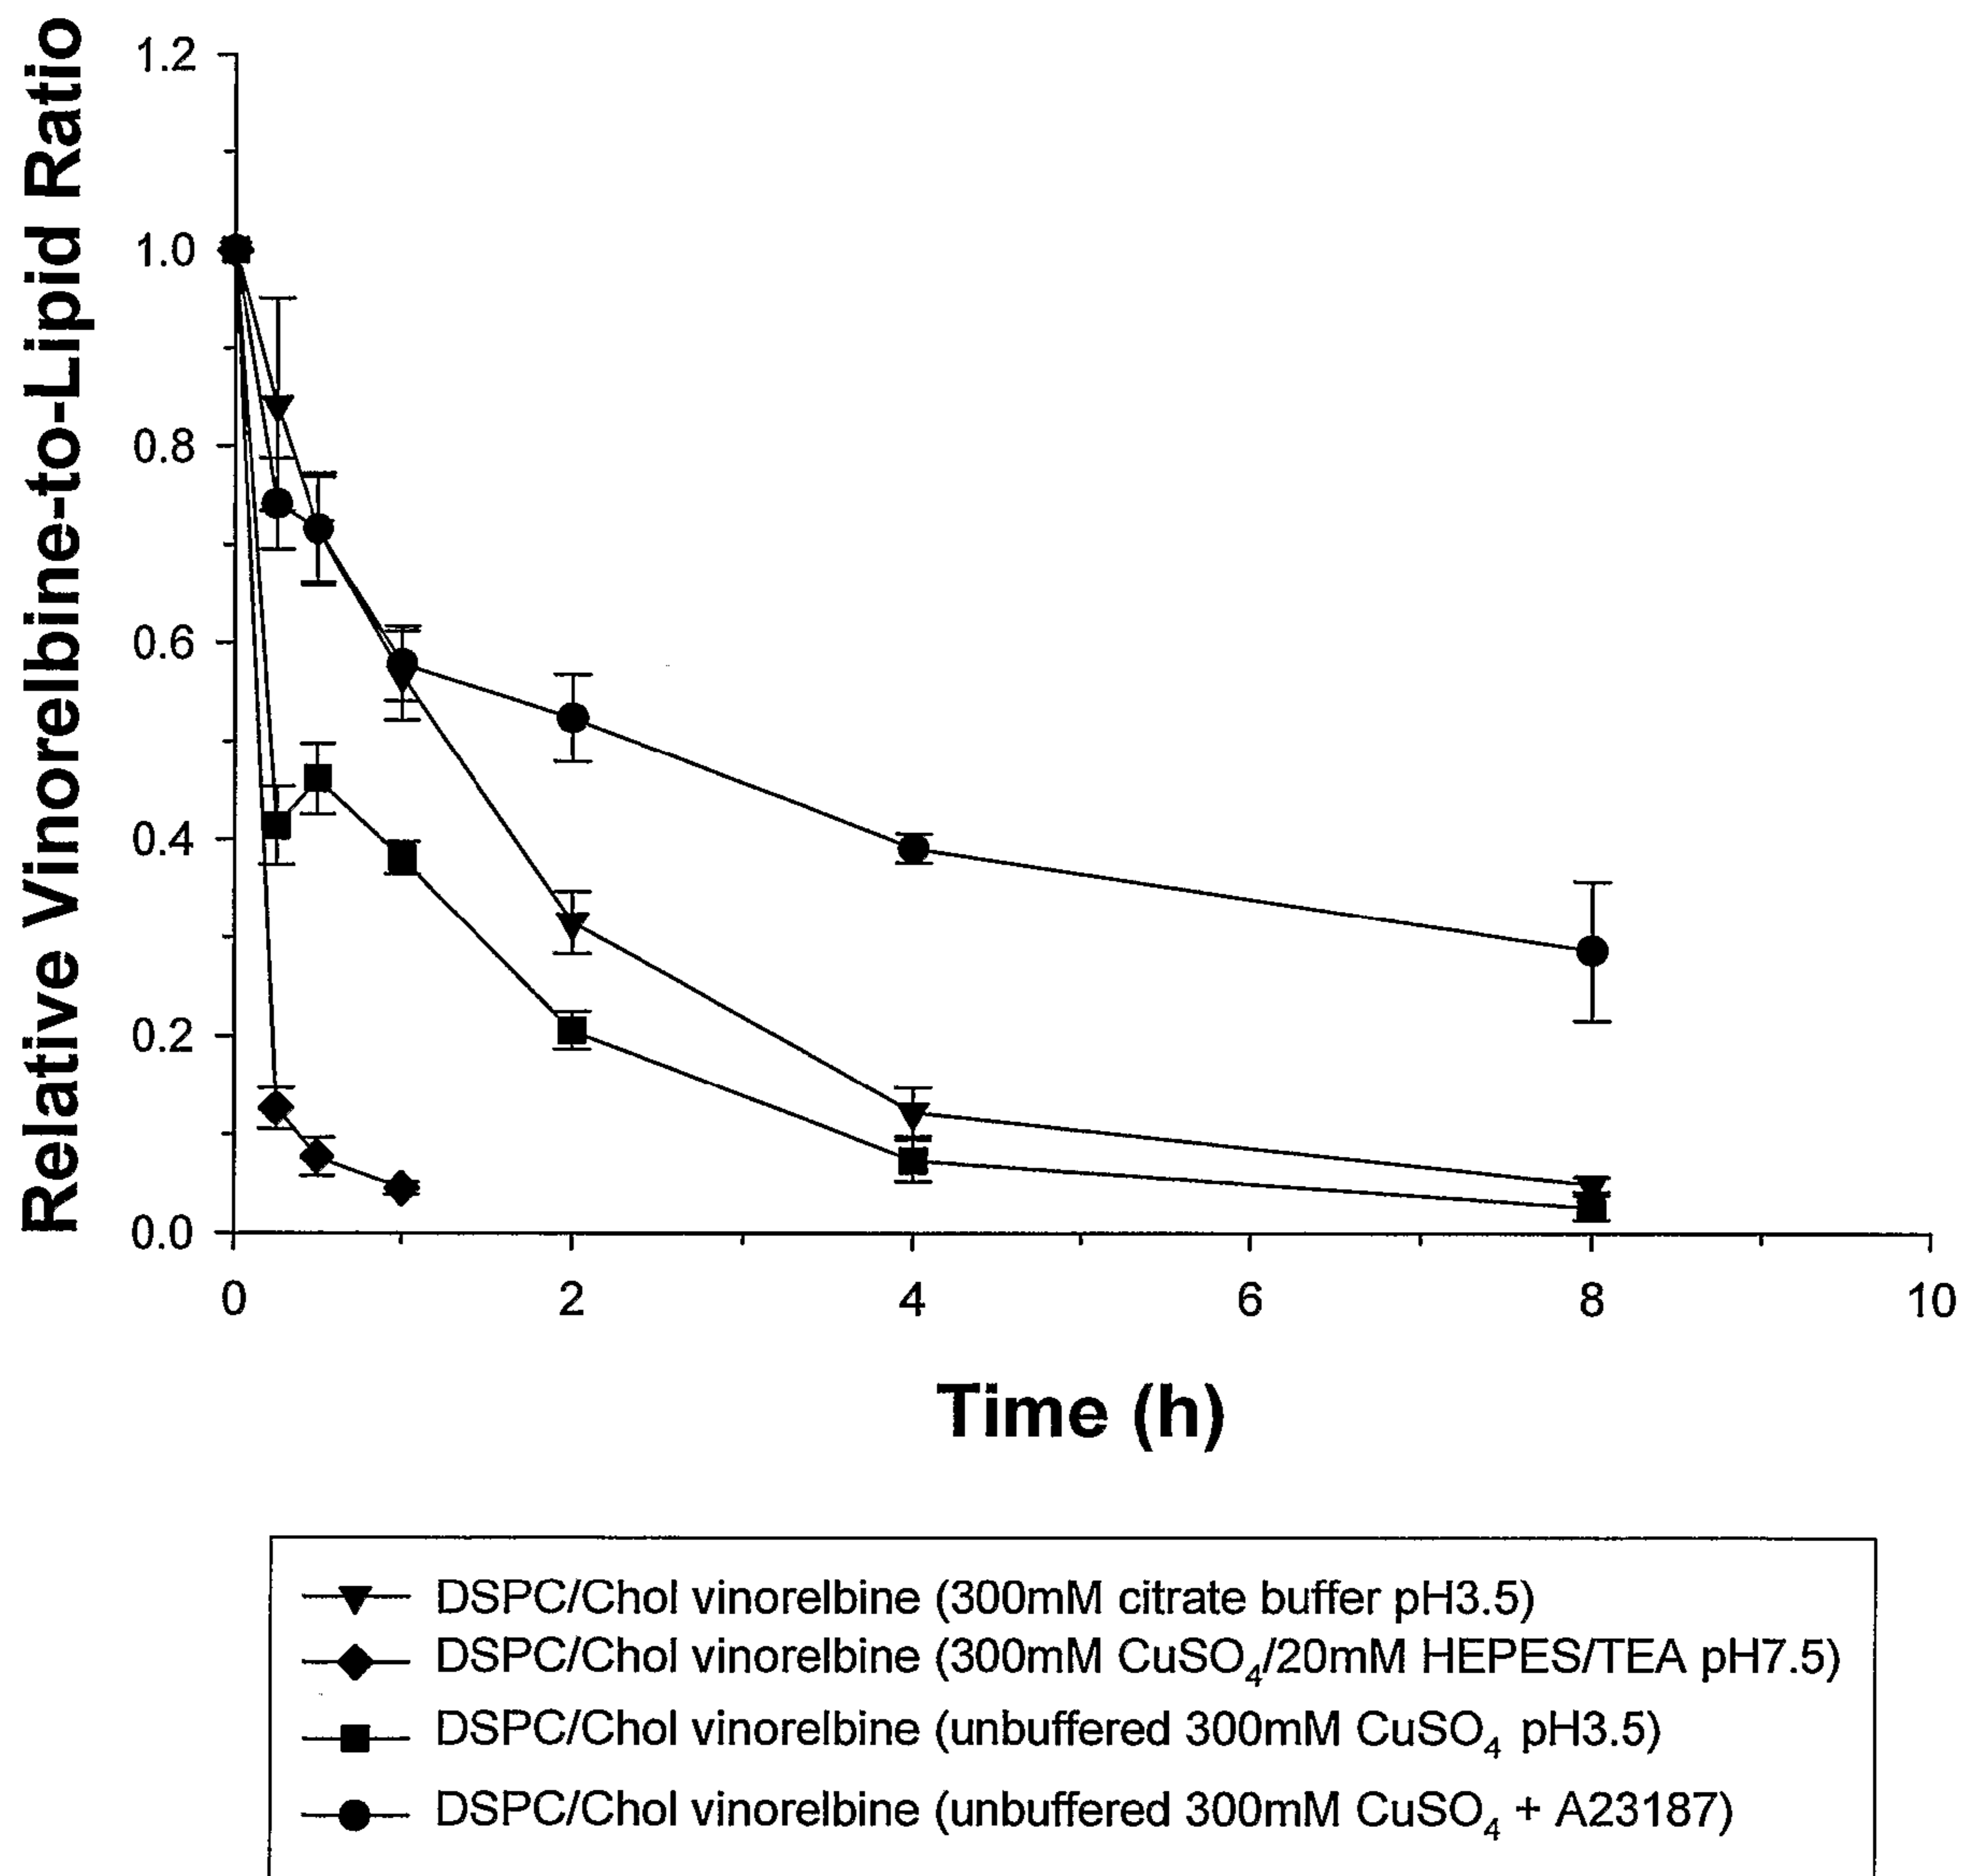 Relative Vinorelbine-to-Lipid Ratio
1.2
1.0
0.8
0.6
0.4
0.2
0.0
0 2 4 6 8 10
Time (h)
DSPC/Chol vinorelbine (300mM citrate buffer pH3.5)
DSPC/Chol vinorelbine (300mM CuSO₄/20mM HEPES/TEA pH7.5)
DSPC/Chol vinorelbine (unbuffered 300mM CuSO₄ pH3.5)
DSPC/Chol vinorelbine (unbuffered 300mM CuSO₄ + A23187)